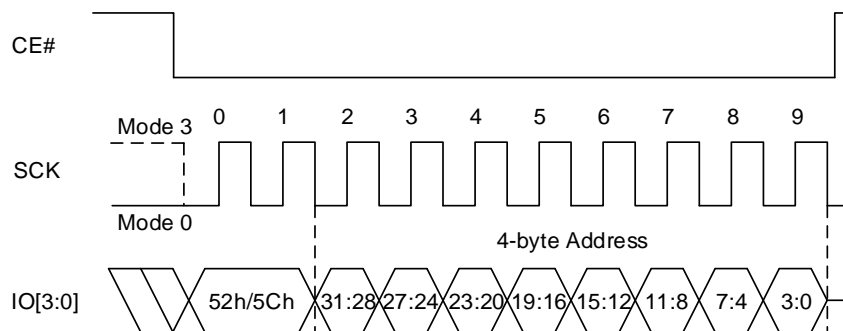 CE#
Mode 3
0 1 2 3 4 5 6 7 8 9
SCK
Mode 0
4-byte Address
IO[3:0]
52h/5Ch 31:28 27:24 23:20 19:16 15:12 11:8 7:4 3:0